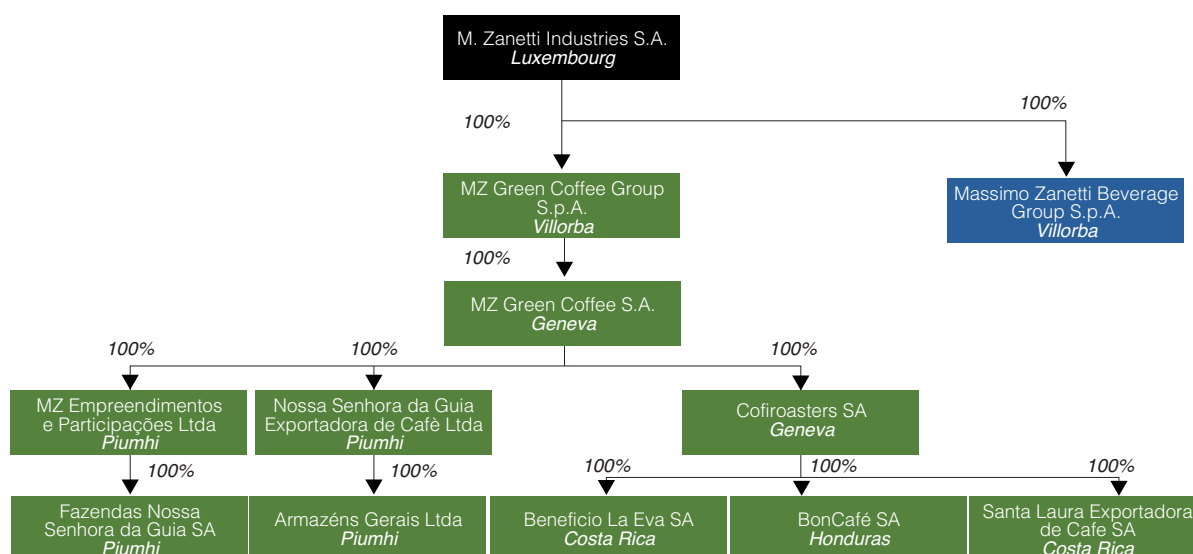 M. Zanetti Industries S.A.
Luxembourg
100%
100%
MZ Green Coffee Group
S.p.A.
Villorba
Massimo Zanetti Beverage
Group S.p.A.
Villorba
100%
MZ Green Coffee S.A.
Geneva
100%
100%
100%
MZ Empreendimentos
e Participações Ltda
Piumhi
Nossa Senhora da Guia
Exportadora de Cafè Ltda
Piumhi
Cofiroasters SA
Geneva
100%
100%
100%
100%
100%
Fazendas Nossa
Senhora da Guia SA
Piumhi
Armazéns Gerais Ltda
Piumhi
Beneficio La Eva SA
Costa Rica
BonCafé SA
Honduras
Santa Laura Exportadora
de Cafe SA
Costa Rica